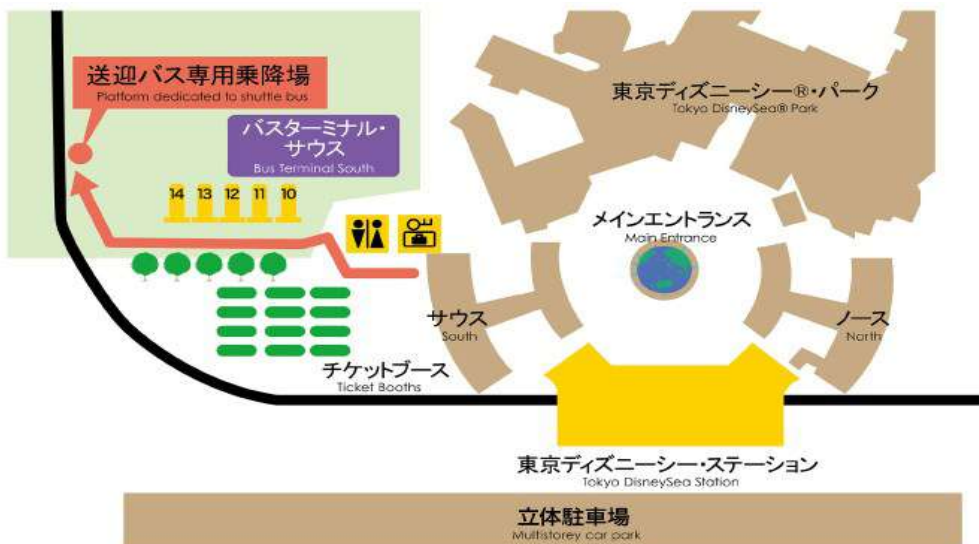 送迎バス専用乗降場
Platform dedicated to shuttle bus
バスターミナル・
サウス
Bus Terminal South
14 13 12 11 10
東京ディズニーシー®・パーク
Tokyo DisneySea® Park
メインエントランス
Main Entrance
サウス
South
ノース
North
チケットブース
Ticket Booths
東京ディズニーシー・ステーション
Tokyo DisneySea Station
立体駐車場
Multistorey car park